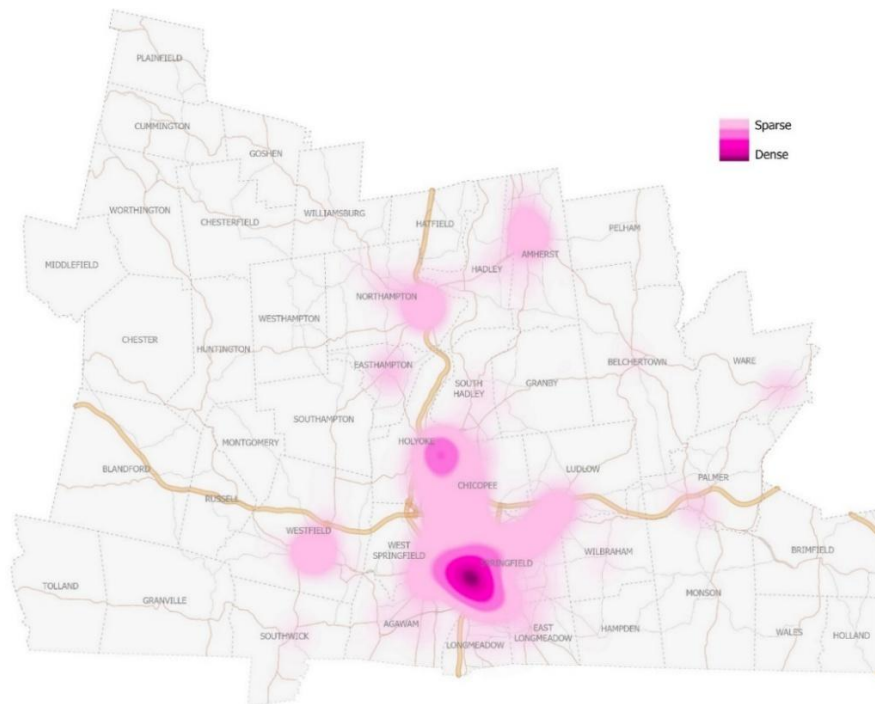 PLAINFIELD
Sparse
CUMMINGTON
Dense
GOSHEN
WORTHINGTON
CHESTERFIELD
WILLIAMSBURG
HATFIELD
PELHAM
AMHERST
MIDDLEFIELD
HADLEY
NORTHAMPTON
WESTHAMPTON
CHESTER
HUNTINGTON
EASTHAMPTON
BELCHERTOWN
WARE
SOUTH
HADLEY
GRANBY
SOUTHAMPTON
HOLYOKE
MONTGOMERY
BLANDFORD
LUDLOW
CHICOPEE
PALMER
RUSSELL
WESTFIELD
WEST
SPRINGFIELD
WILBRAHAM
BRIMFIELD
SPRINGFIELD
TOLLAND
GRANVILLE
MONSON
AGAWAM
SOUTHWICK
EAST
LONGMEADOW
HAMPDEN
WALES
HOLLAND
LONGMEADOW